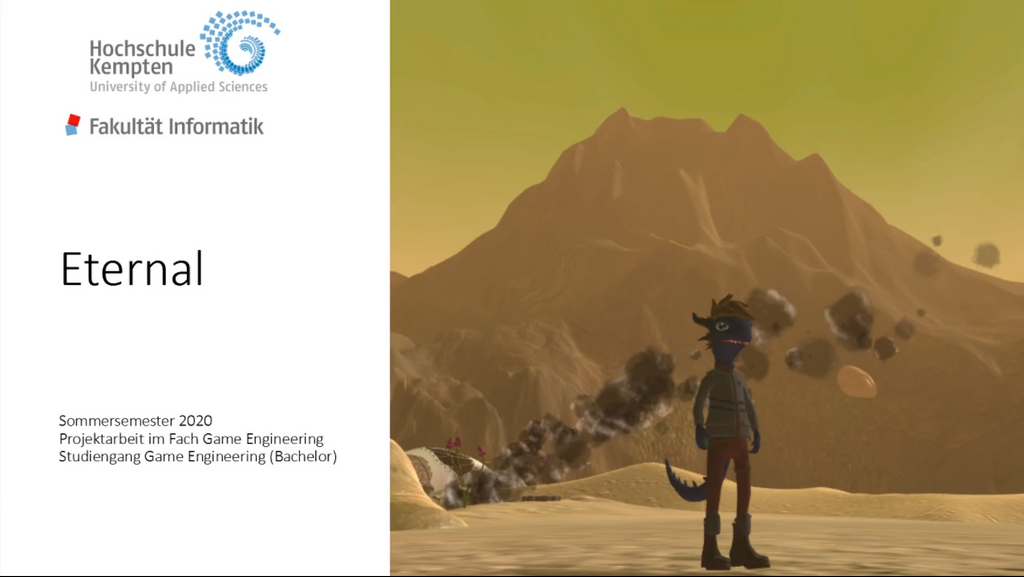 Hochschule
Kempten
University of Applied Sciences
Fakultät Informatik
Eternal
Sommersemester 2020
Projektarbeit im Fach Game Engineering
Studiengang Game Engineering (Bachelor)